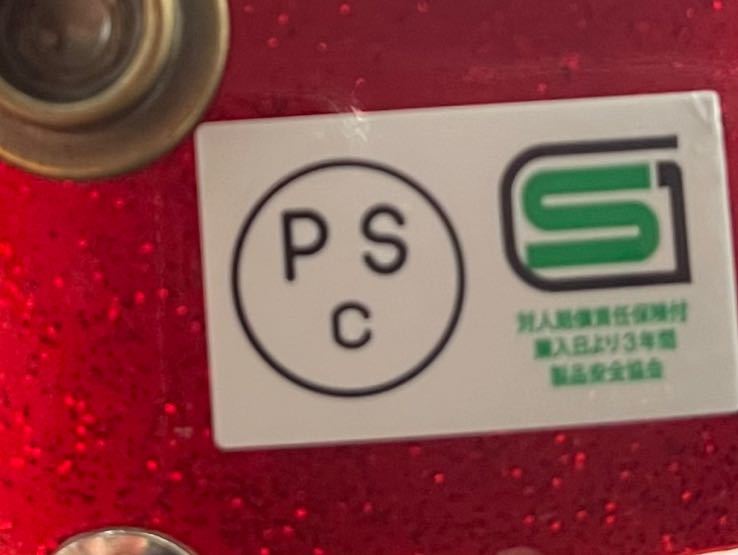 P S
C
SG
対人賠償責任保険付
購入日より3年間
製品安全協会